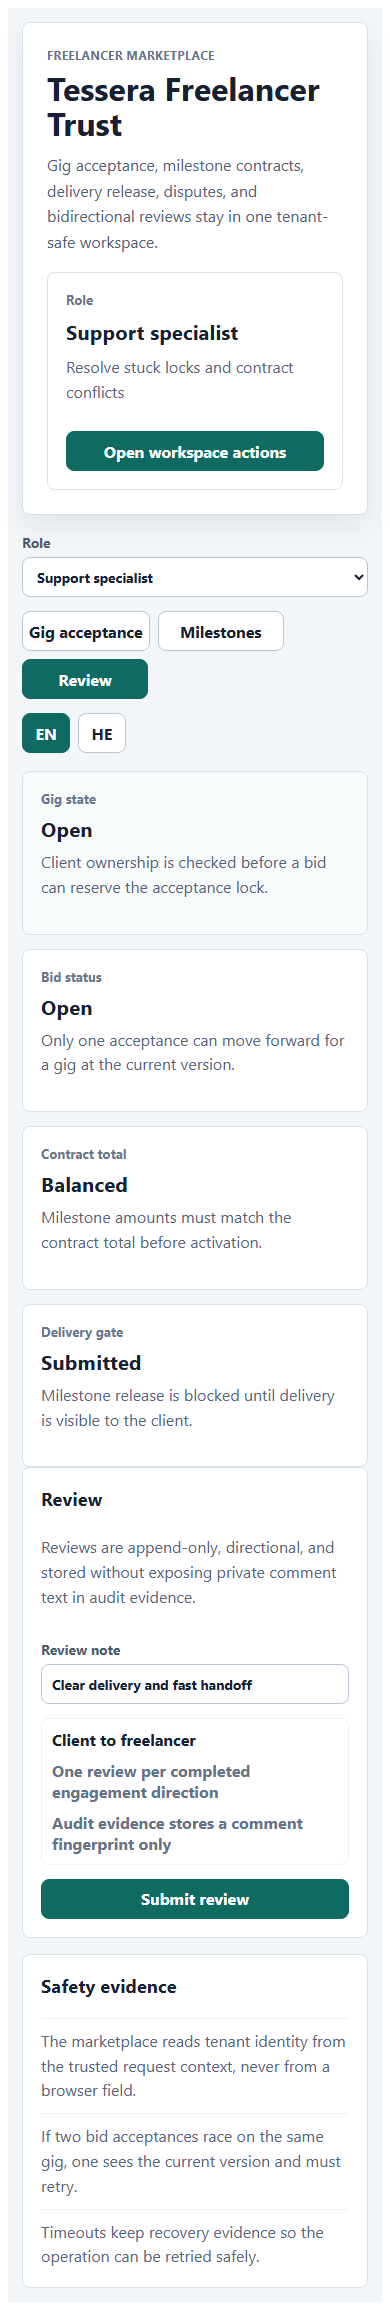 FREELANCER MARKETPLACE
Tessera Freelancer
Trust
Gig acceptance, milestone contracts,
delivery release, disputes, and
bidirectional reviews stay in one tenant-
safe workspace.
Role
Support specialist
Resolve stuck locks and contract
conflicts
Open workspace actions
Role
Support specialist
Gig acceptance
Milestones
Review
EN
HE
Gig state
Open
Client ownership is checked before a bid
can reserve the acceptance lock.
Bid status
Open
Only one acceptance can move forward for
a gig at the current version.
Contract total
Balanced
Milestone amounts must match the
contract total before activation.
Delivery gate
Submitted
Milestone release is blocked until delivery
is visible to the client.
Review
Reviews are append-only, directional, and
stored without exposing private comment
text in audit evidence.
Review note
Clear delivery and fast handoff
Client to freelancer
One review per completed
engagement direction
Audit evidence stores a comment
fingerprint only
Submit review
Safety evidence
The marketplace reads tenant identity from
the trusted request context, never from a
browser field.
If two bid acceptances race on the same
gig, one sees the current version and must
retry.
Timeouts keep recovery evidence so the
operation can be retried safely.